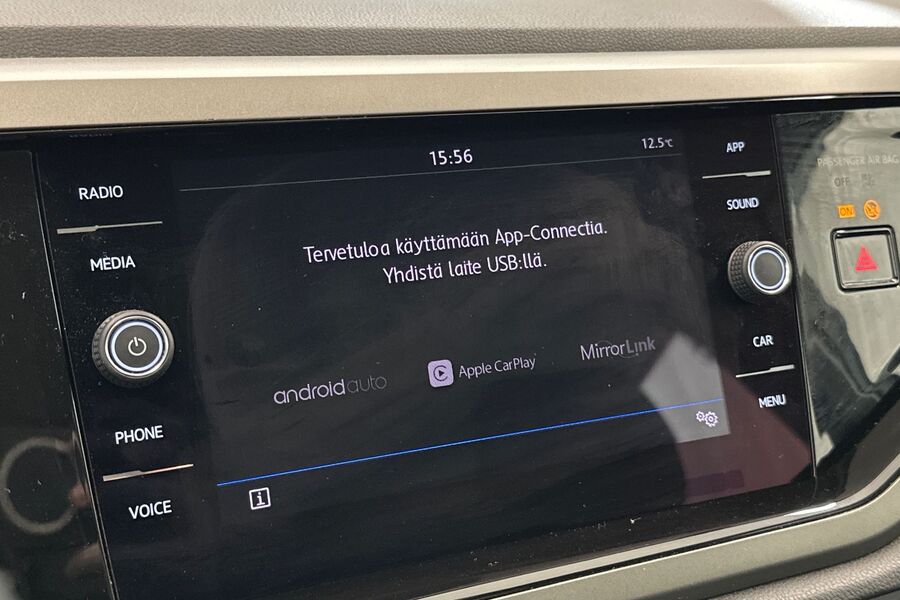 15:56
12.5°C
RADIO
MEDIA
PHONE
VOICE
Tervetuloa käyttämään App-Connectia.
Yhdistä laite USB:llä.
androidauto
Apple CarPlay
MirrorLink
i
APP
SOUND
CAR
MENU
PASSENGER AIR BAG
OFF
ON